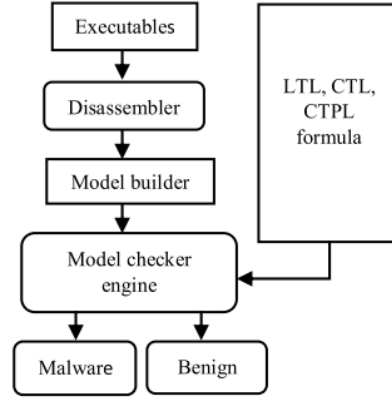 Executables
Disassembler
Model builder
Model checker
engine
Malware
Benign
LTL, CTL,
CTPL
formula